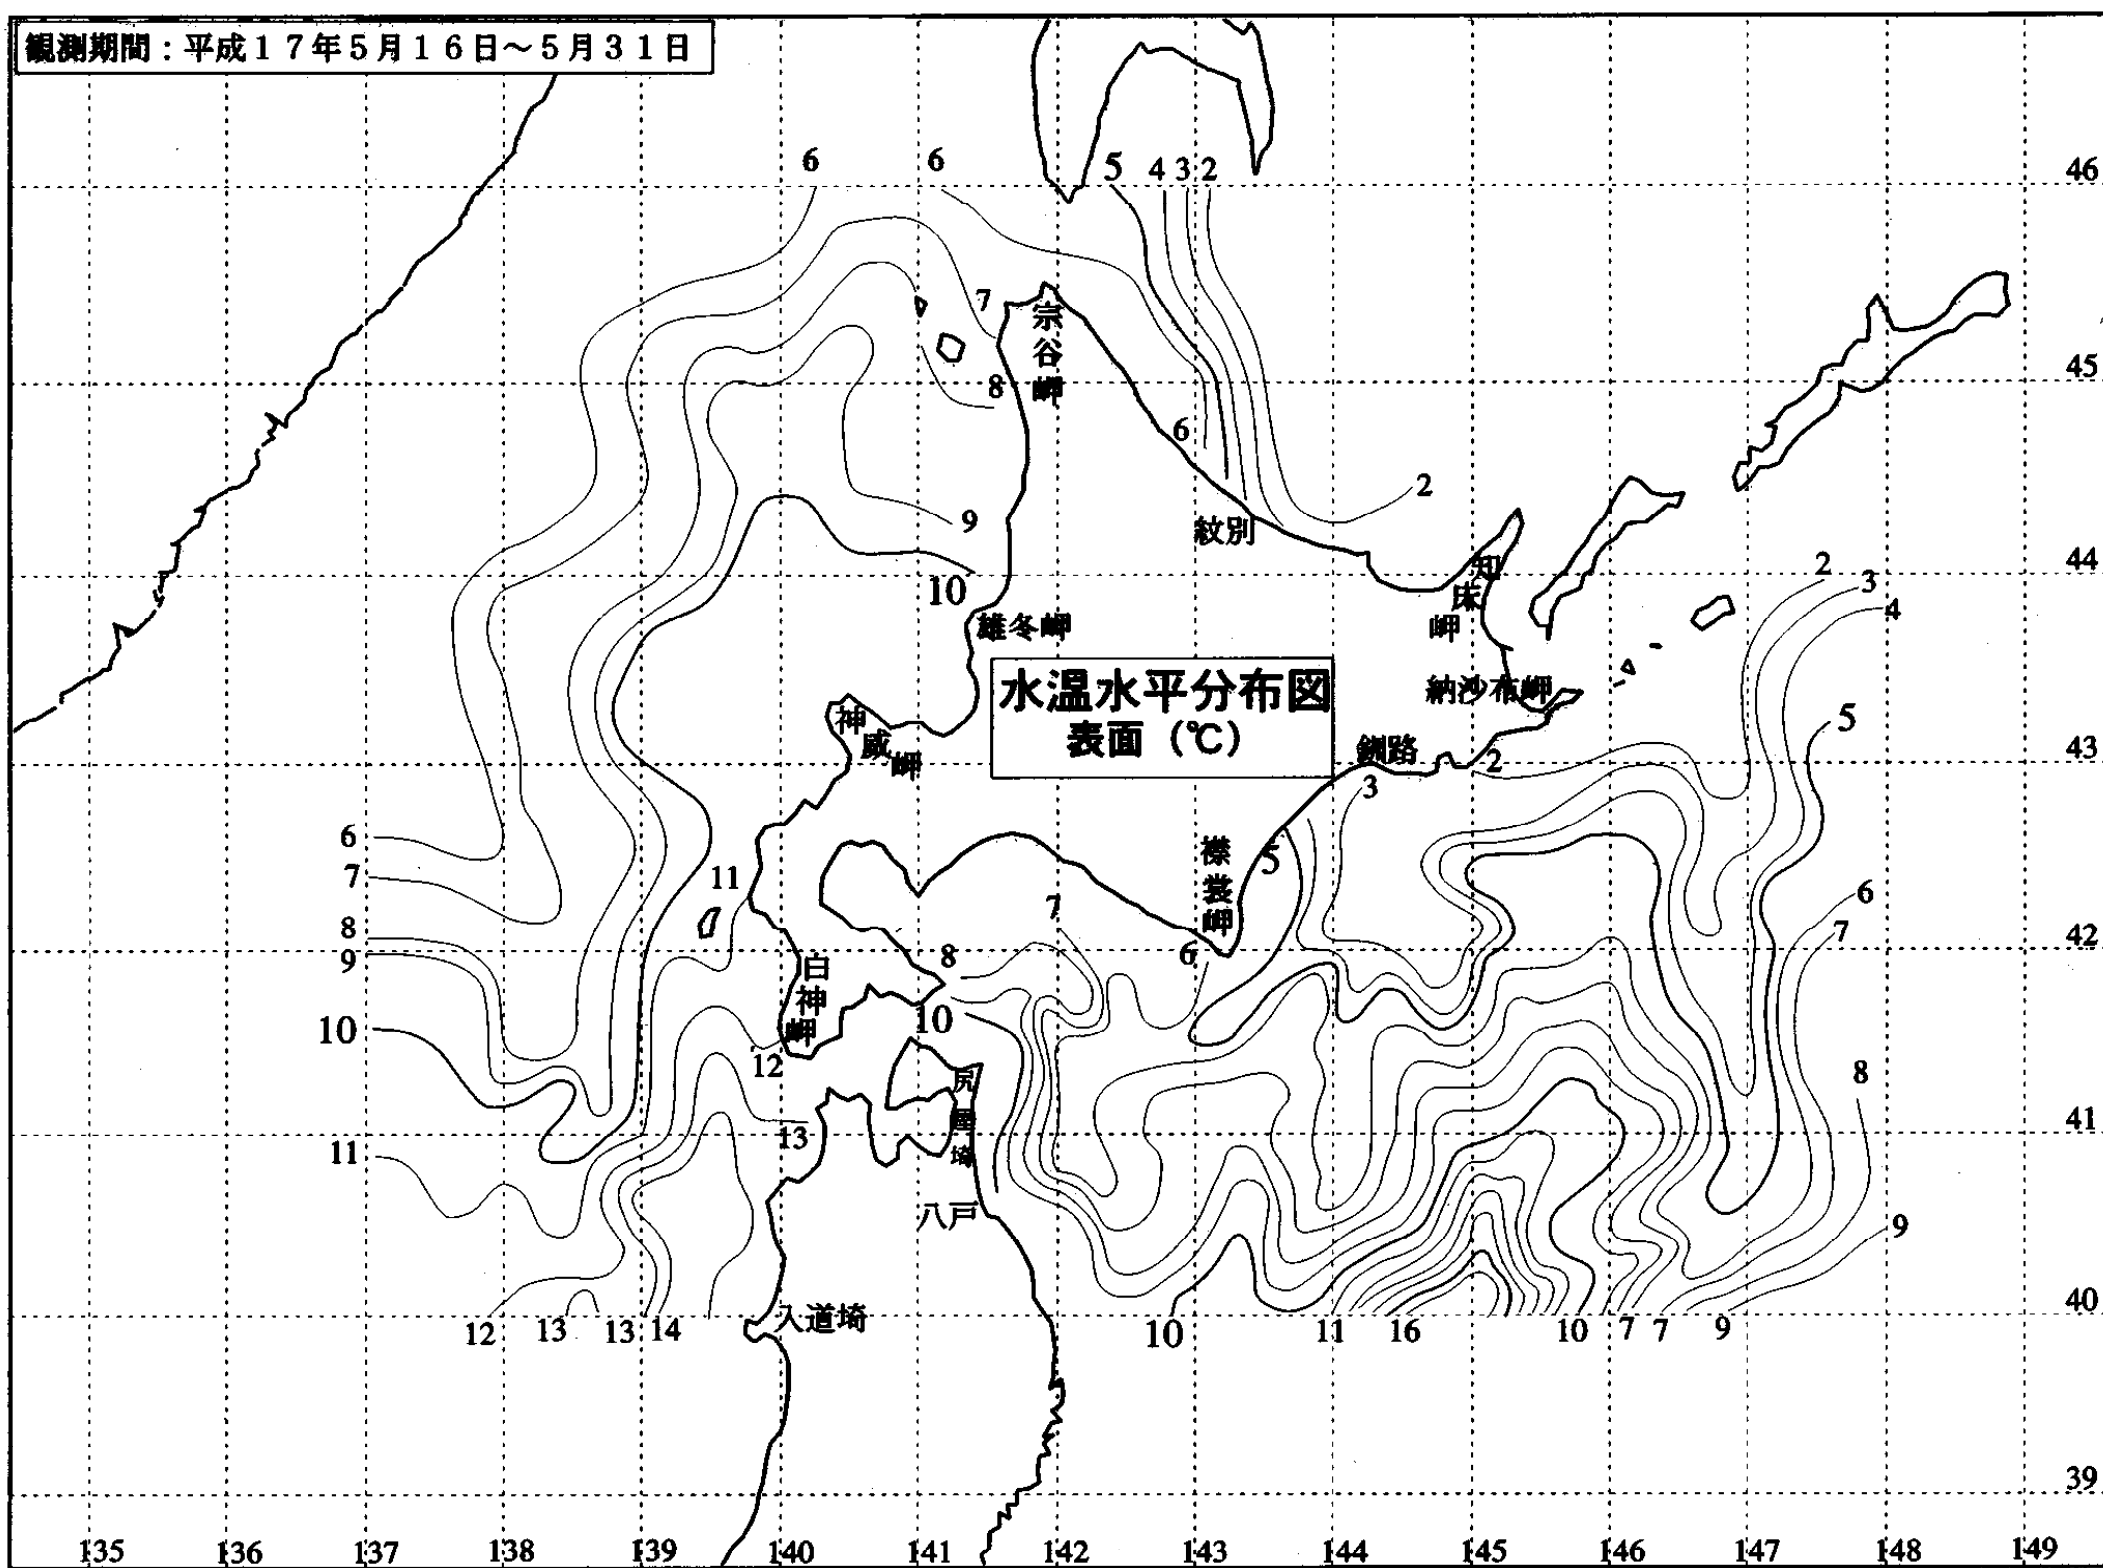 観測期間：平成１７年５月１６日～５月３１日
6 6 5 4 3 2
46
7
宗谷岬
45
8
6
2
9
紋別
44
10
知床岬
2
3
4
雄冬岬
水温水平分布図
表面（℃）
納沙布岬
5
神威岬
釧路
43
2
3
6
7
11
襟裳岬
5
6
7
8
9
7
8
6
42
白神岬
10
10
12
尻屋埼
8
13
41
11
八戸
9
入道埼
40
12 13 13 14 10 11 16 10 7 7 9
39
135 136 137 138 139 140 141 142 143 144 145 146 147 148 149